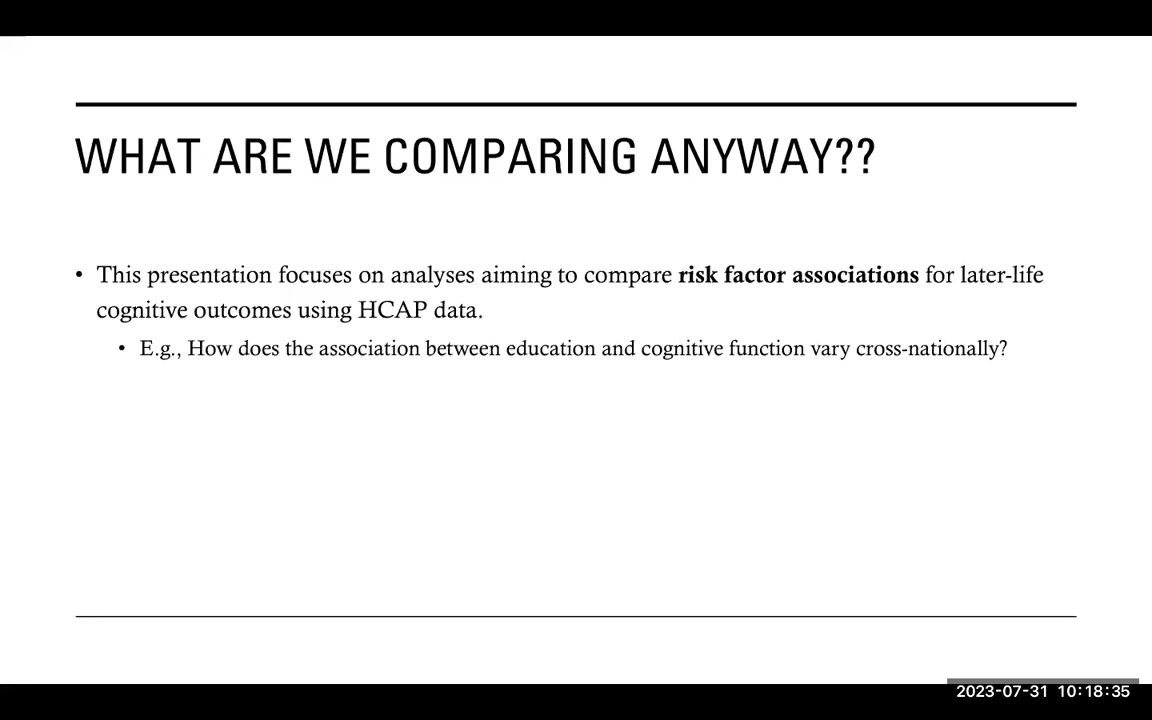 WHAT ARE WE COMPARING ANYWAY??
• This presentation focuses on analyses aiming to compare risk factor associations for later-life
cognitive outcomes using HCAP data.
• E.g., How does the association between education and cognitive function vary cross-nationally?
2023-07-31 10:18:35